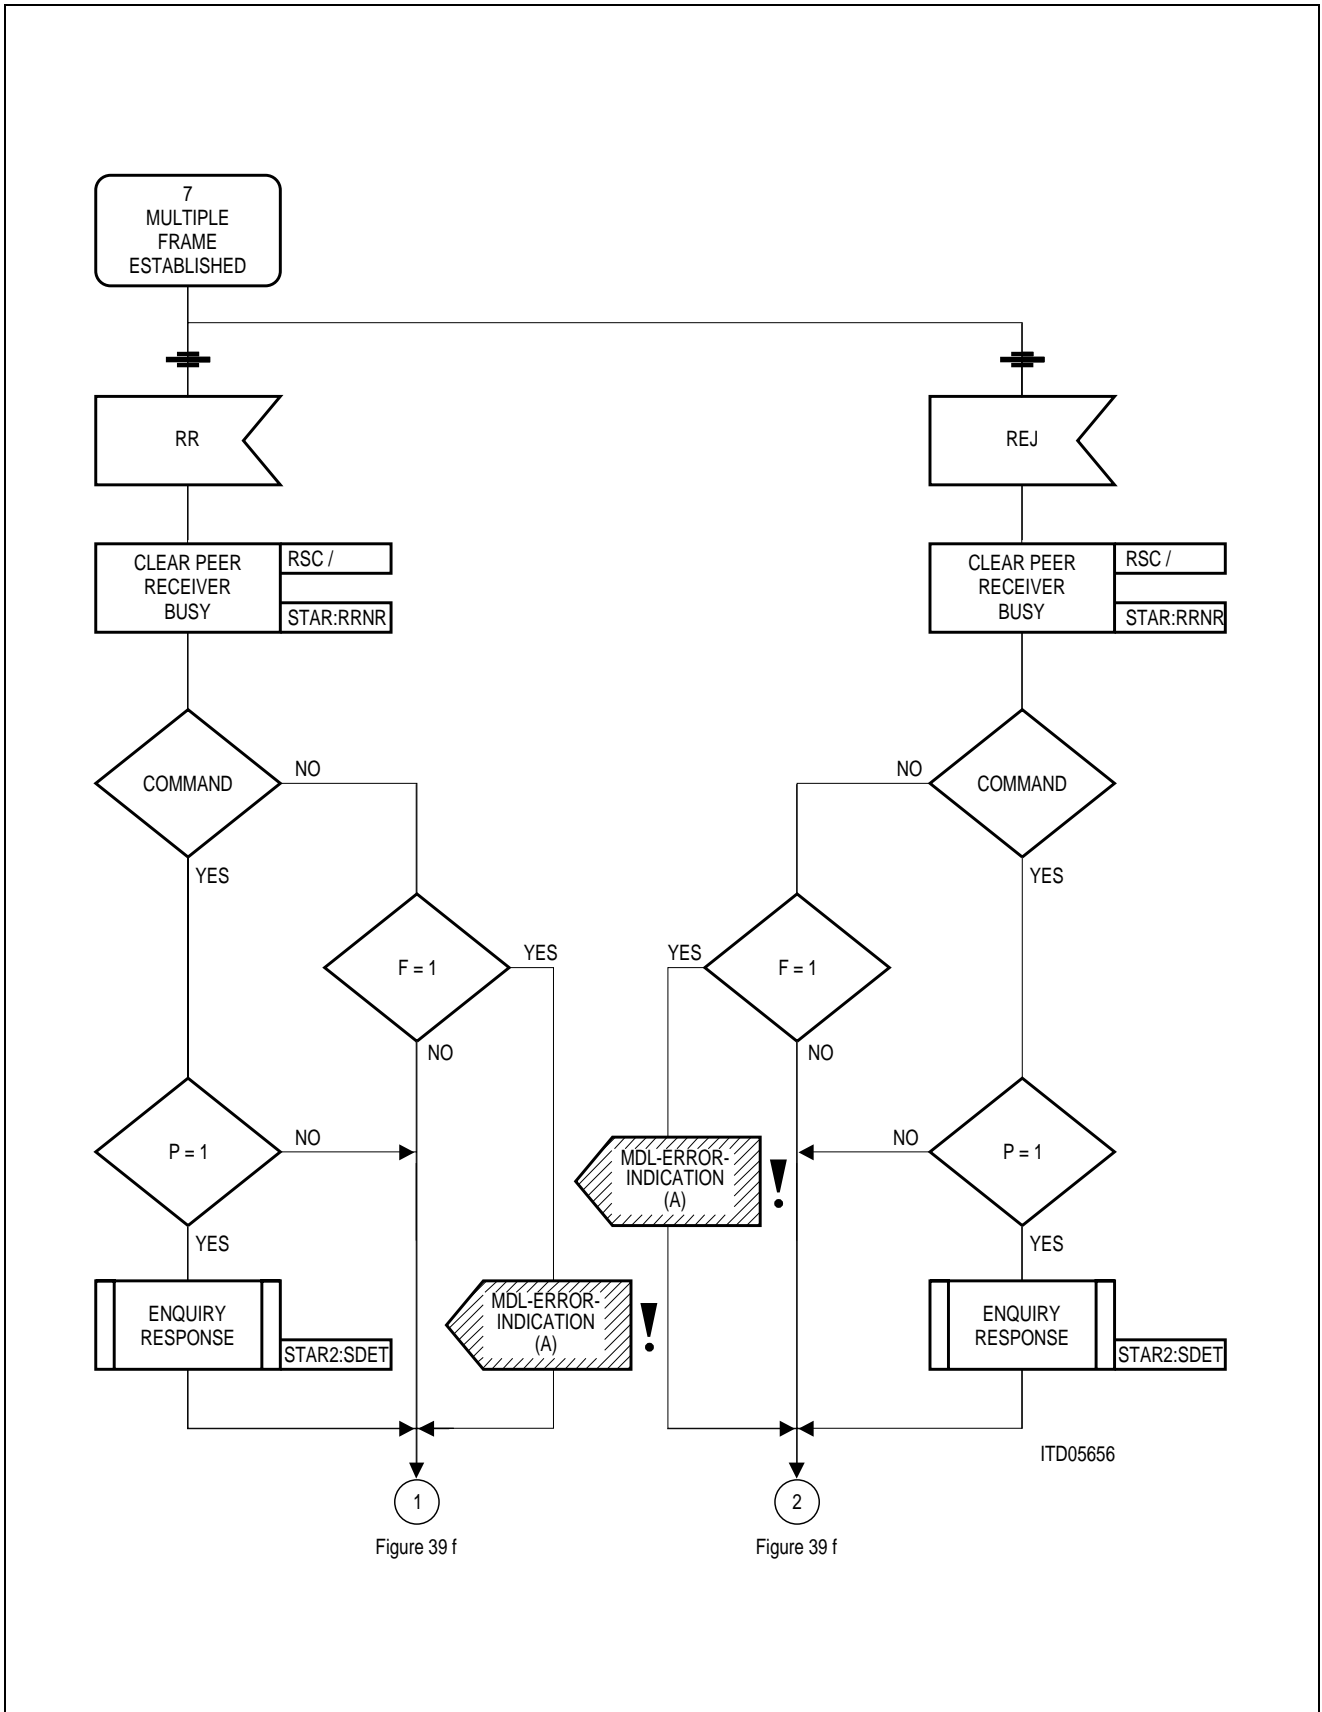 7
MULTIPLE
FRAME
ESTABLISHED
RR
REJ
CLEAR PEER
RECEIVER
BUSY
RSC /
STAR:RRNR
CLEAR PEER
RECEIVER
BUSY
RSC /
STAR:RRNR
COMMAND
NO
YES
NO
COMMAND
YES
F = 1
YES
NO
YES
F = 1
NO
P = 1
NO
YES
MDL-ERROR-
INDICATION
(A)
!
NO
P = 1
YES
ENQUIRY
RESPONSE
STAR2:SDET
MDL-ERROR-
INDICATION
(A)
!
ENQUIRY
RESPONSE
STAR2:SDET
ITD05656
1
Figure 39 f
2
Figure 39 f